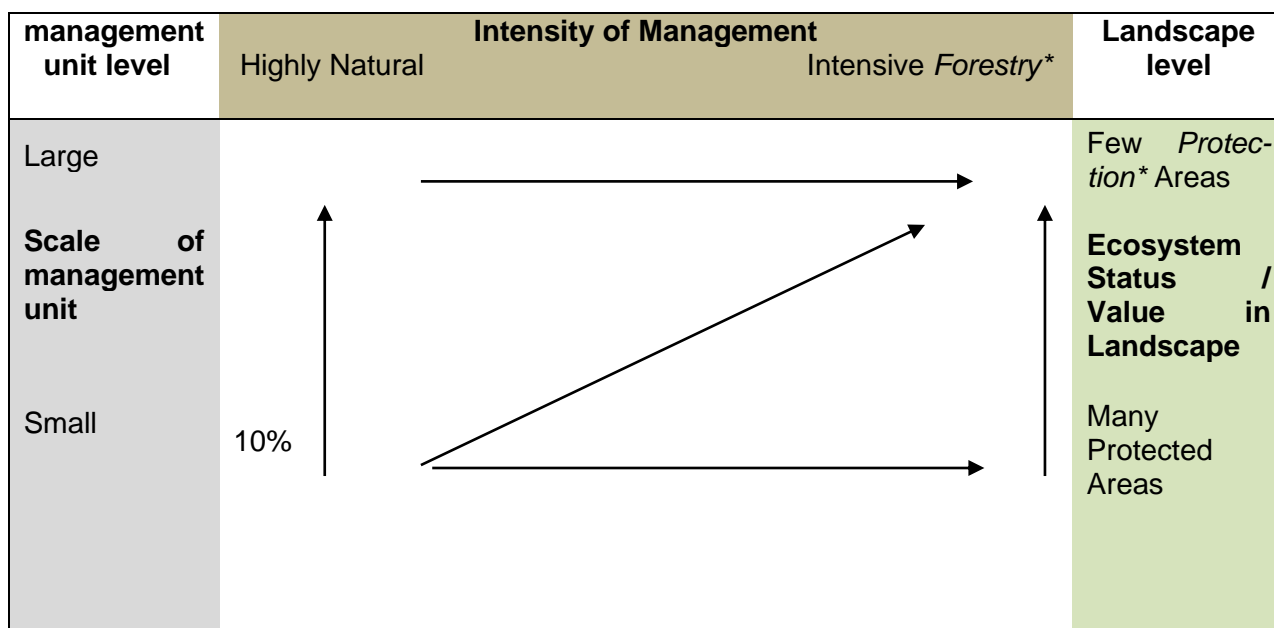 management
unit level
Intensity of Management
Highly Natural Intensive Forestry*
Landscape
level
Large
Scale of
management
unit
Small
10%
Few Protec-
tion* Areas
Ecosystem
Status /
Value in
Landscape
Many
Protected
Areas